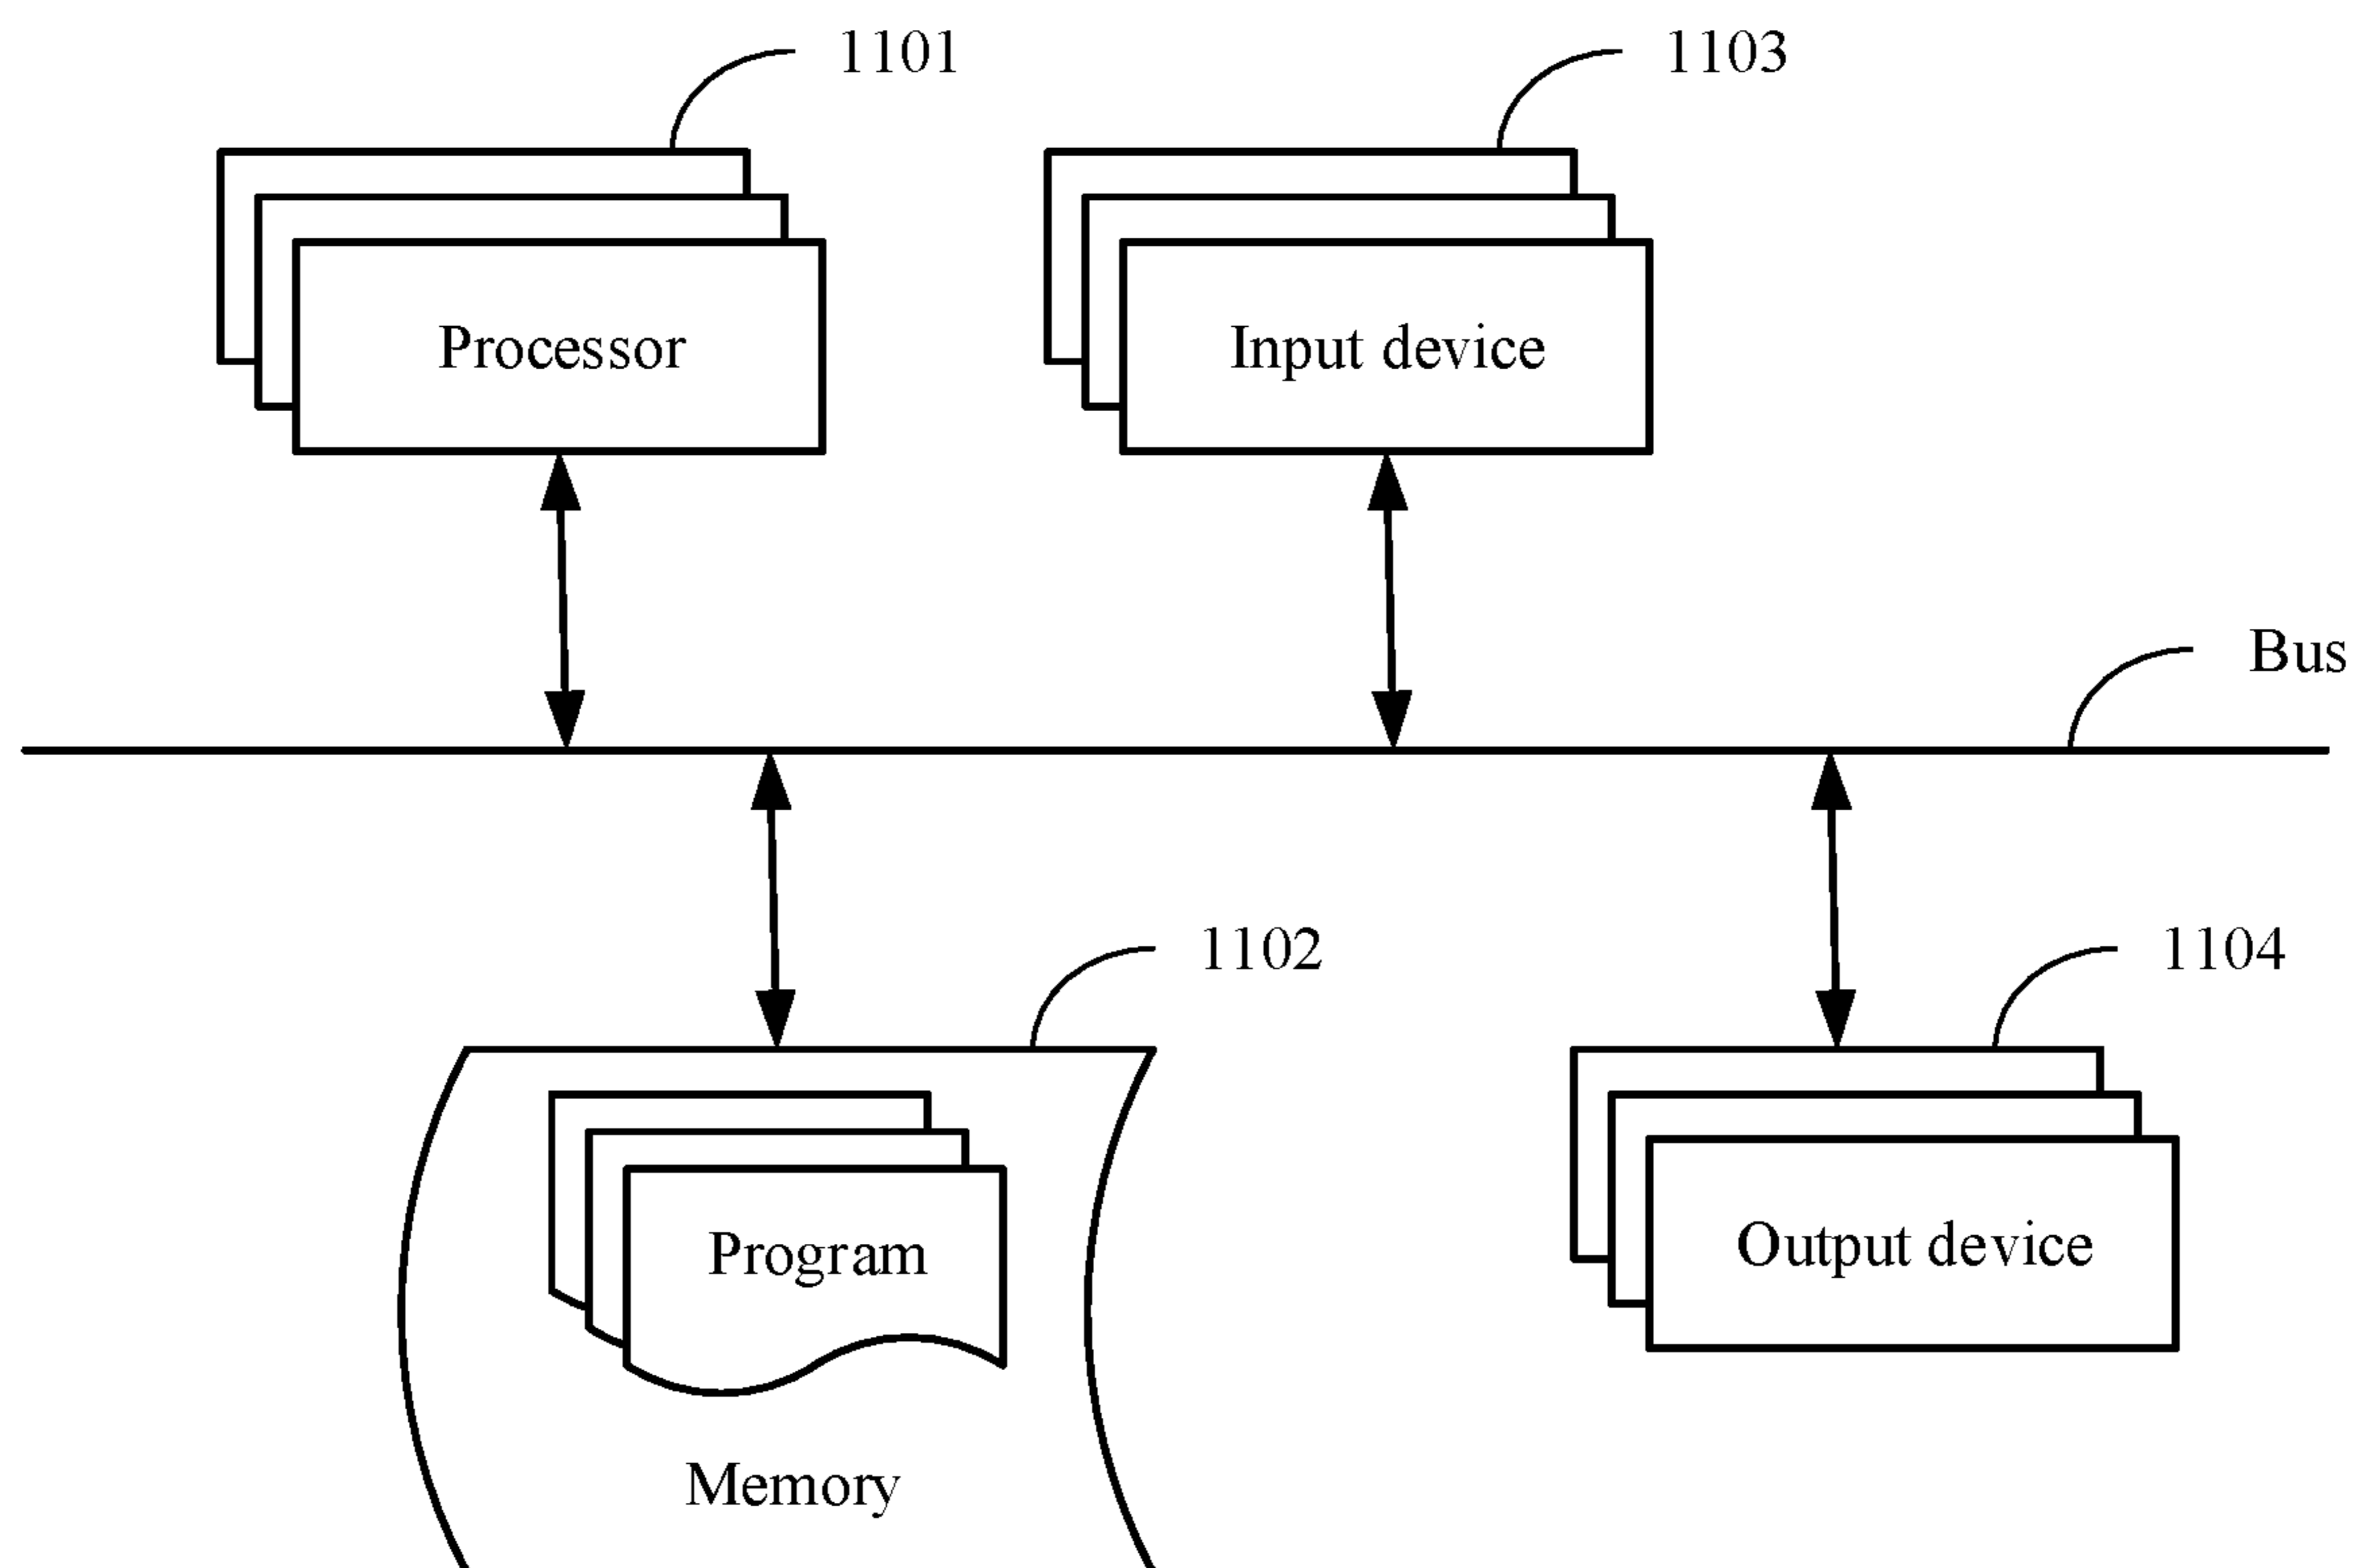 1101
1103
Processor
Input device
Bus
1102
1104
Program
Output device
Memory